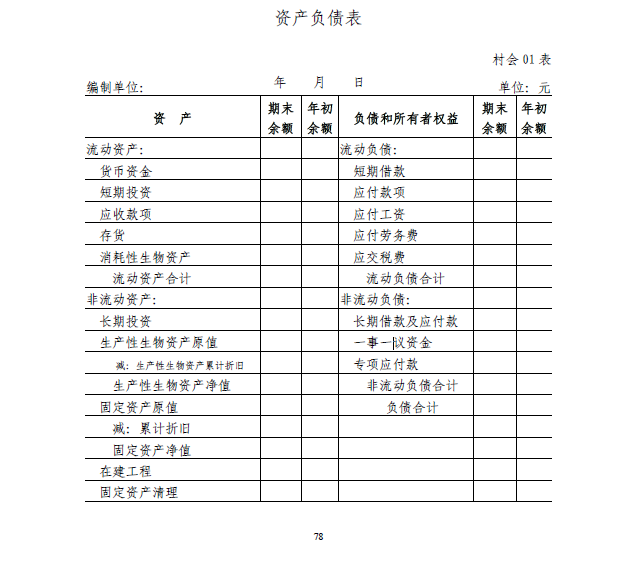 资产负债表
村会 01 表
编制单位: 年 月 日 单位: 元
资 产 期末余额 年初余额 负债和所有者权益 期末余额 年初余额
流动资产: 流动负债:
货币资金 短期借款
短期投资 应付款项
应收款项 应付工资
存货 应付劳务费
消耗性生物资产 应交税费
流动资产合计 流动负债合计
非流动资产: 非流动负债:
长期投资 长期借款及应付款
生产性生物资产原值 一事一议资金
减: 生产性生物资产累计折旧 专项应付款
生产性生物资产净值 非流动负债合计
固定资产原值 负债合计
减: 累计折旧
固定资产净值
在建工程
固定资产清理
78